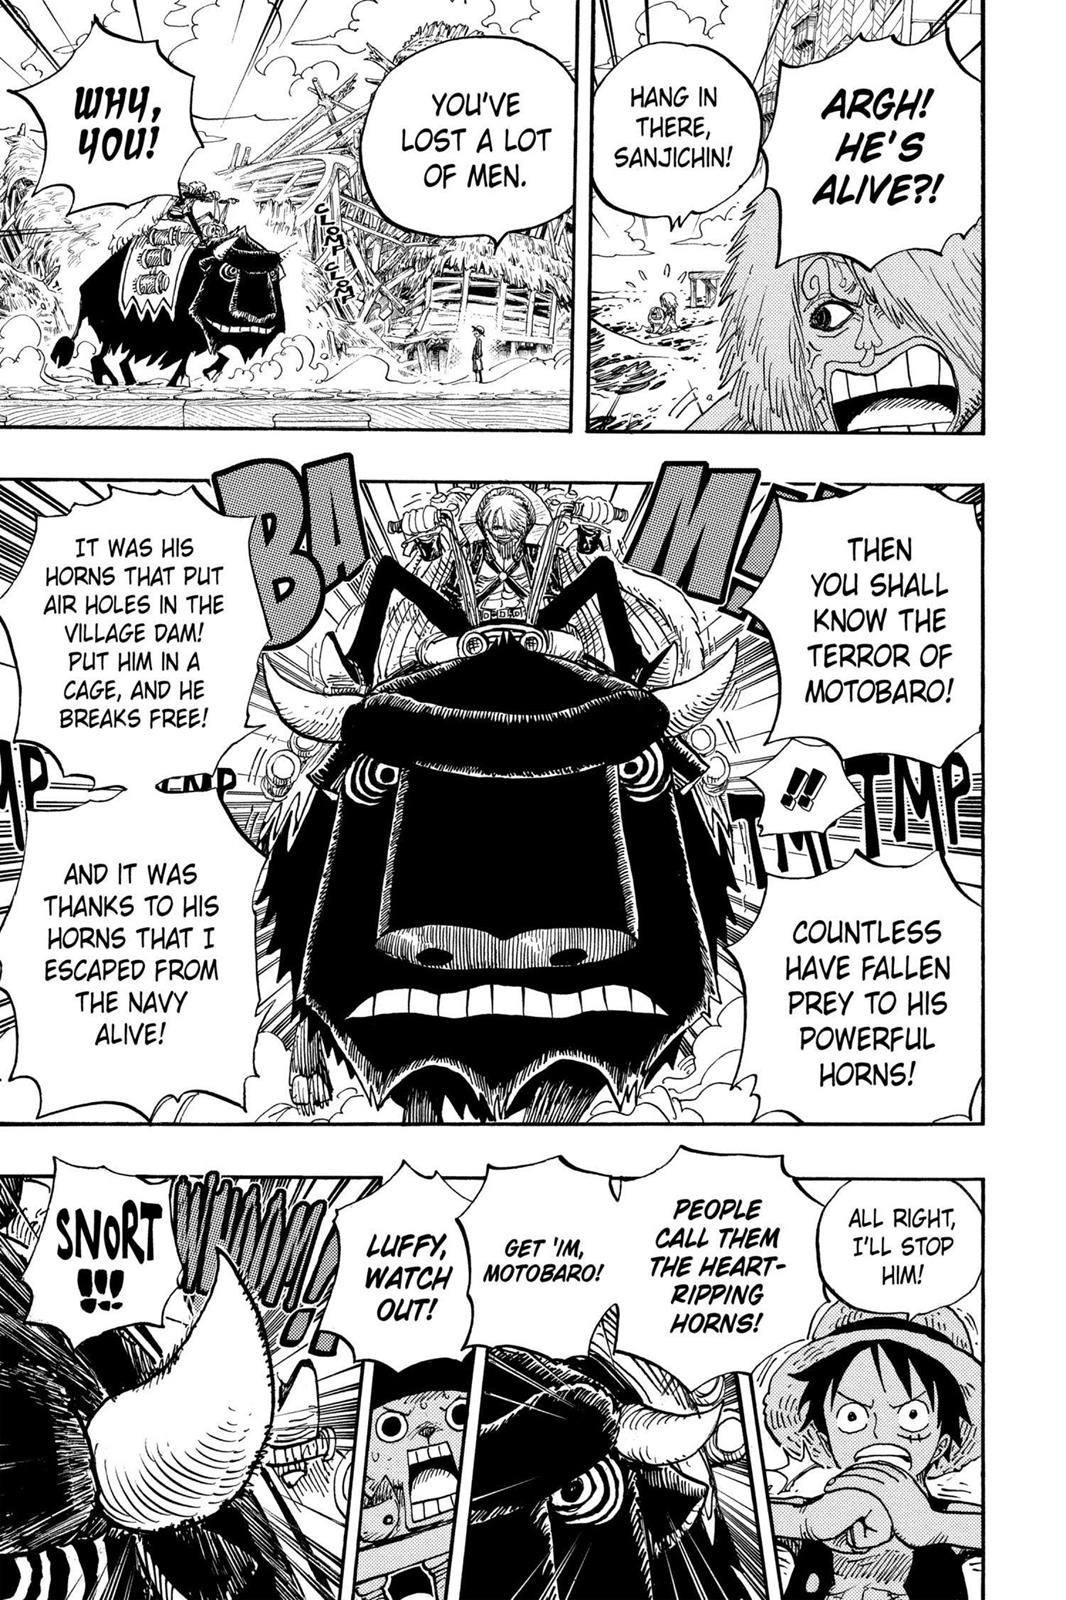 ARGH!
HE'S
ALIVE?!
HANG IN
THERE,
SANJICHIN!
YOU'VE
LOST A LOT
OF MEN.
CLOMP CLOM
WHY,
YOU!
BA
M!!
THEN
YOU SHALL
KNOW THE
TERROR OF
MOTOBARO!
!!
TMP
TMP
COUNTLESS
HAVE FALLEN
PREY TO HIS
POWERFUL
HORNS!
IT WAS HIS
HORNS THAT PUT
AIR HOLES IN THE
VILLAGE DAM!
PUT HIM IN A
CAGE, AND HE
BREAKS FREE!
MP
AND IT WAS
THANKS TO HIS
HORNS THAT I
ESCAPED FROM
THE NAVY
ALIVE!
ALL RIGHT,
I'LL STOP
HIM!
PEOPLE
CALL THEM
THE HEART-
RIPPING
HORNS!
GET 'IM,
MOTOBARO!
LUFFY,
WATCH
OUT!
SNORT
!!!